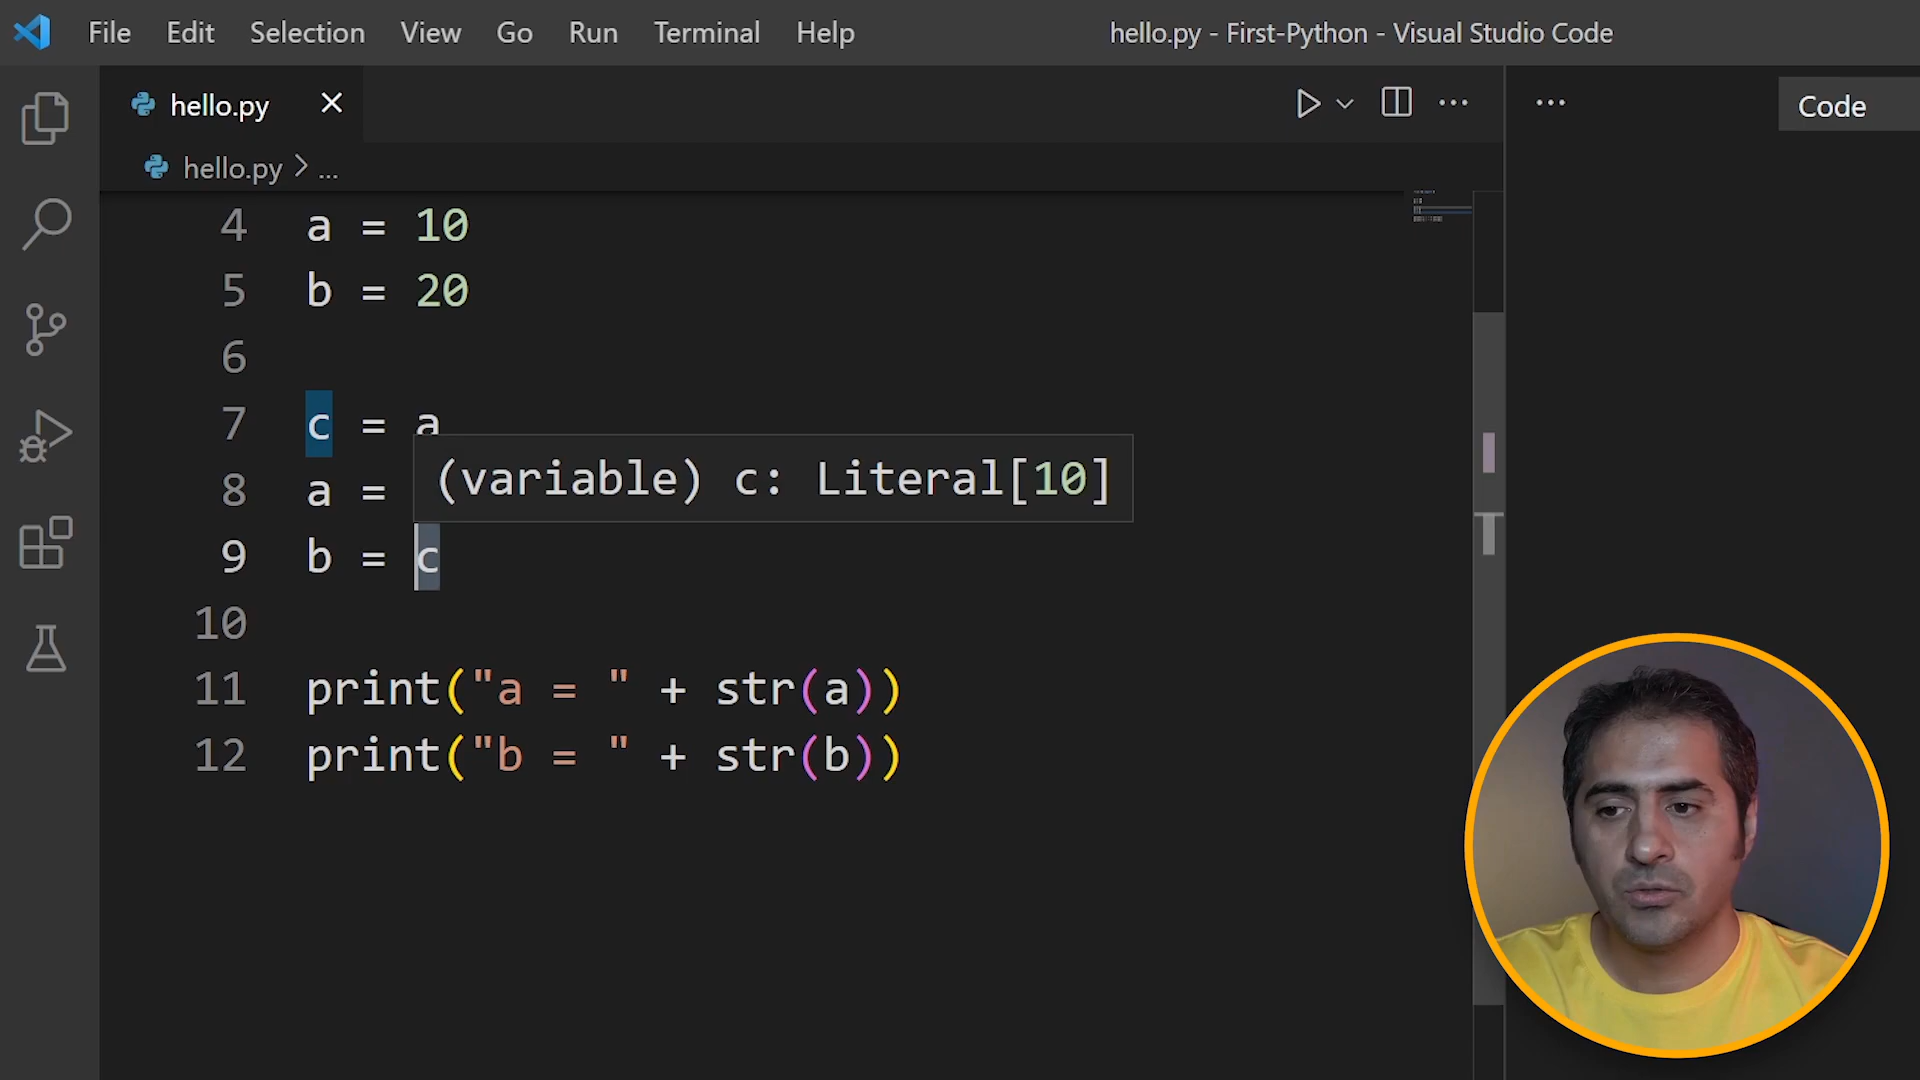 File Edit Selection View Go Run Terminal Help hello.py - First-Python - Visual Studio Code
hello.py
Code
hello.py > ...
4 a = 10
5 b = 20
6
7 c = a
(variable) c: Literal[10]
8 a =
9 b = c
10
11 print("a = " + str(a))
12 print("b = " + str(b))